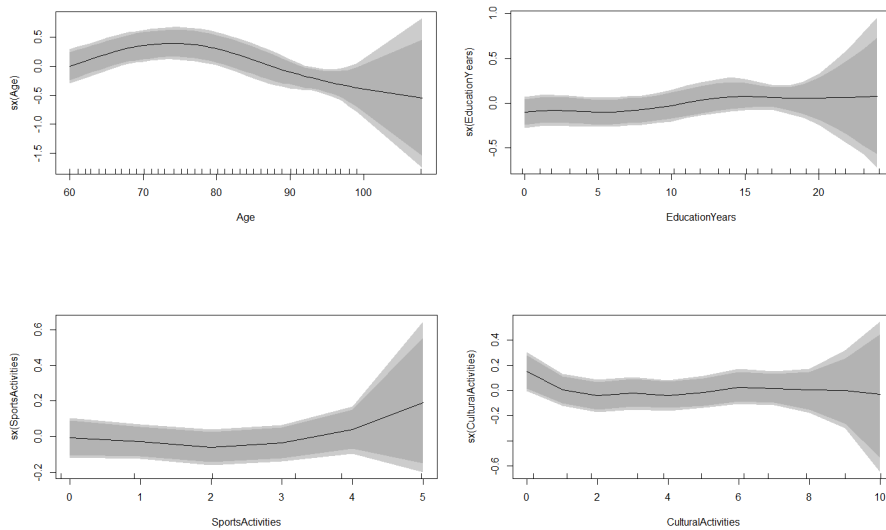 sx(Age)
0.5
0.0
-0.5
-1.0
-1.5
60 70 80 90 100
Age
sx(EducationYears)
1.0
0.5
0.0
-0.5
0 5 10 15 20
EducationYears
sx(SportsActivities)
0.6
0.4
0.2
0.0
-0.2
0 1 2 3 4 5
SportsActivities
sx(CulturalActivities)
0.4
0.2
0.0
-0.2
-0.6
0 2 4 6 8 10
CulturalActivities